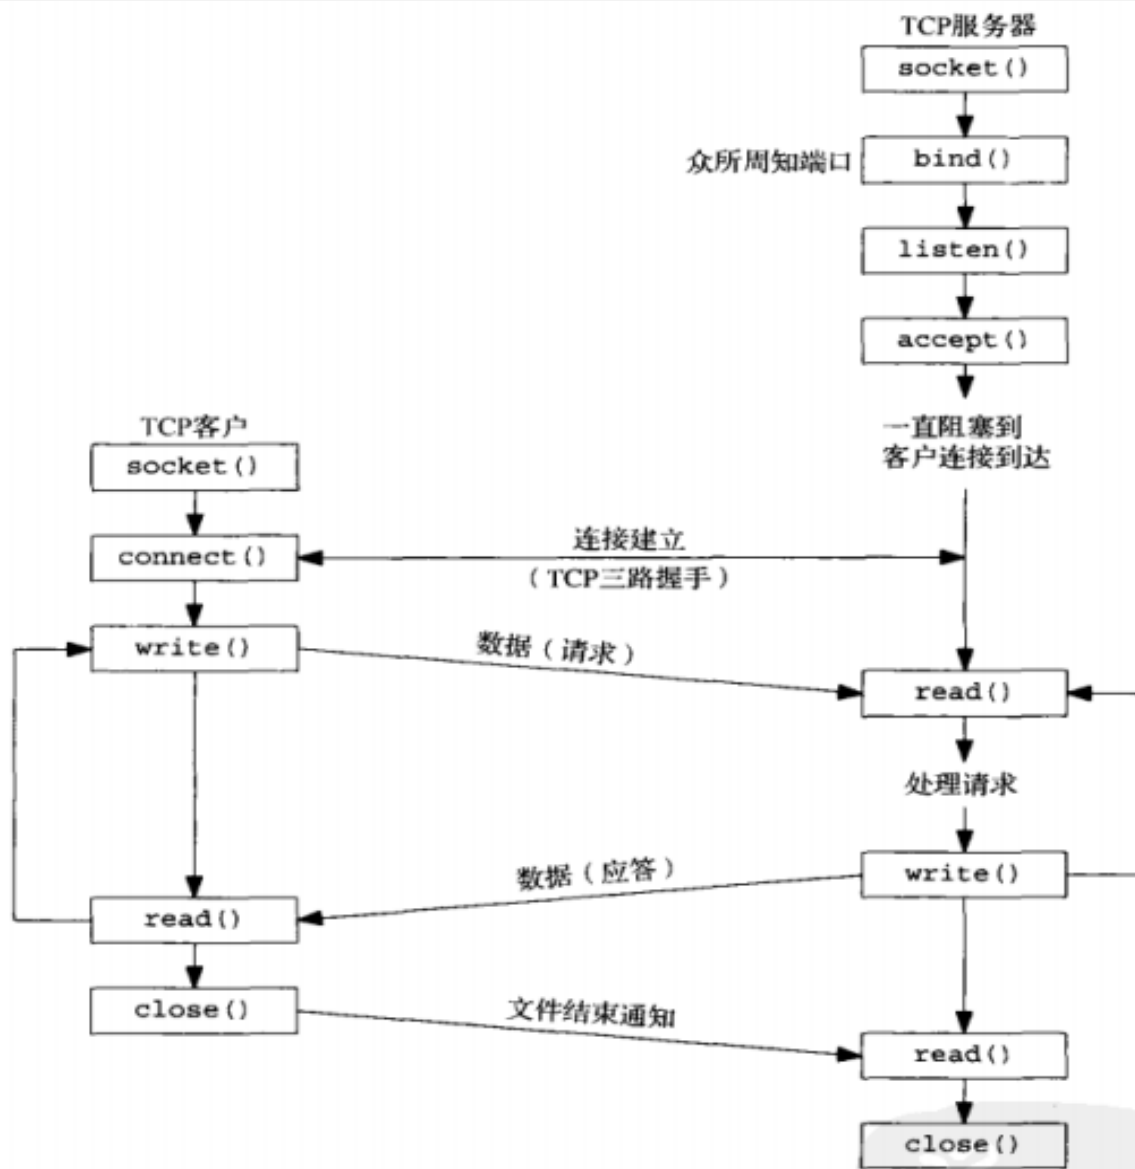 TCP服务器
socket()
众所周知端口
bind()
listen()
accept()
一直阻塞到
客户连接到达
TCP客户
socket()
connect()
连接建立
（TCP三路握手）
write()
数据（请求）
read()
处理请求
数据（应答）
write()
read()
close()
文件结束通知
read()
close()